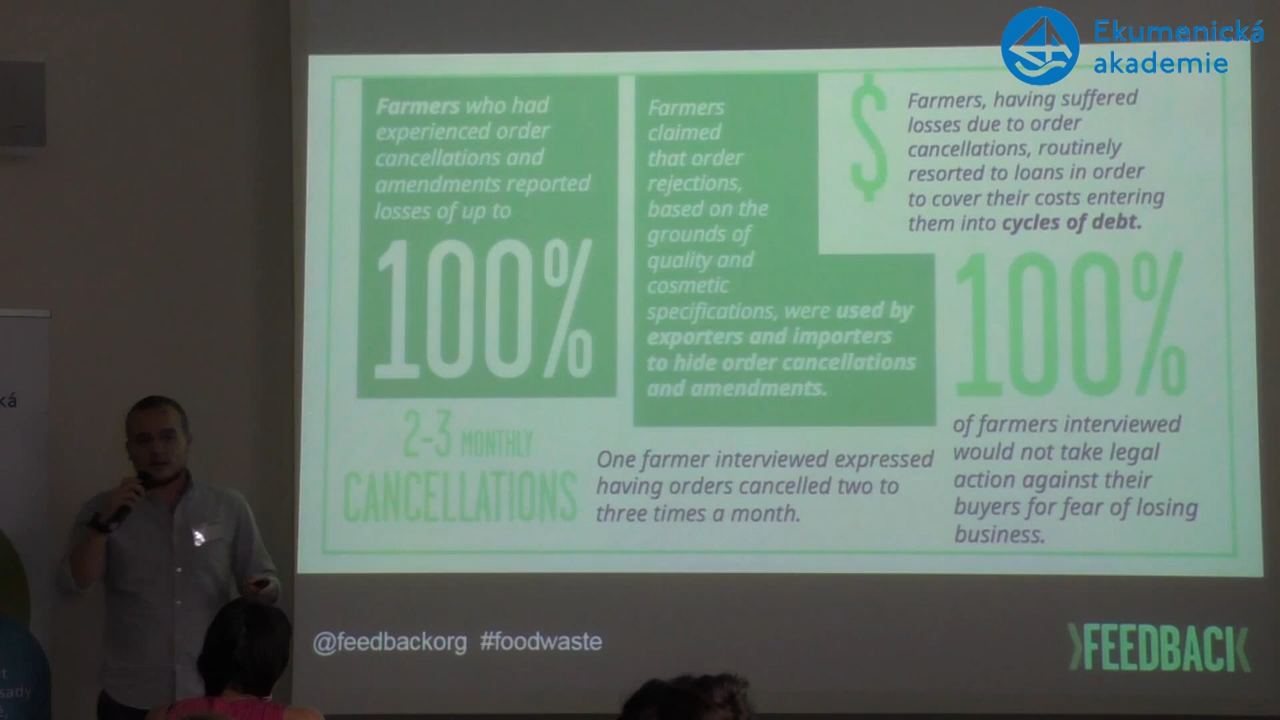 Ekumenická
akademie
Farmers who had
experienced order
cancellations and
amendments reported
losses of up to
100%
2-3 MONTHLY
CANCELLATIONS
Farmers
claimed
that order
rejections,
based on the
grounds of
quality and
cosmetic
specifications, were used by
exporters and importers
to hide order cancellations
and amendments.
One farmer interviewed expressed
having orders cancelled two to
three times a month.
$
Farmers, having suffered
losses due to order
cancellations, routinely
resorted to loans in order
to cover their costs entering
them into cycles of debt.
100%
of farmers interviewed
would not take legal
action against their
buyers for fear of losing
business.
@feedbackorg #foodwaste
FEEDBACK
ká
sady